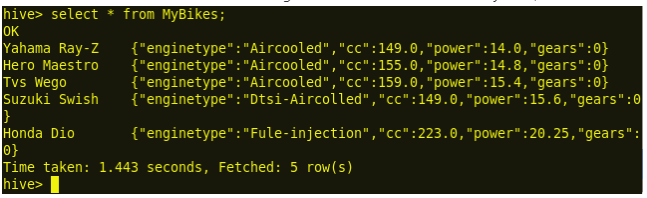 hive> select * from MyBikes;
OK
Yahama Ray-Z    {"enginetype":"Aircooled","cc":149.0,"power":14.0,"gears":0}
Hero Maestro    {"enginetype":"Aircooled","cc":155.0,"power":14.8,"gears":0}
Tvs Wego        {"enginetype":"Aircooled","cc":159.0,"power":15.4,"gears":0}
Suzuki Swish    {"enginetype":"Dtsi-Aircolled","cc":149.0,"power":15.6,"gears":0
}
Honda Dio       {"enginetype":"Fule-injection","cc":223.0,"power":20.25,"gears":
0}
Time taken: 1.443 seconds, Fetched: 5 row(s)
hive>